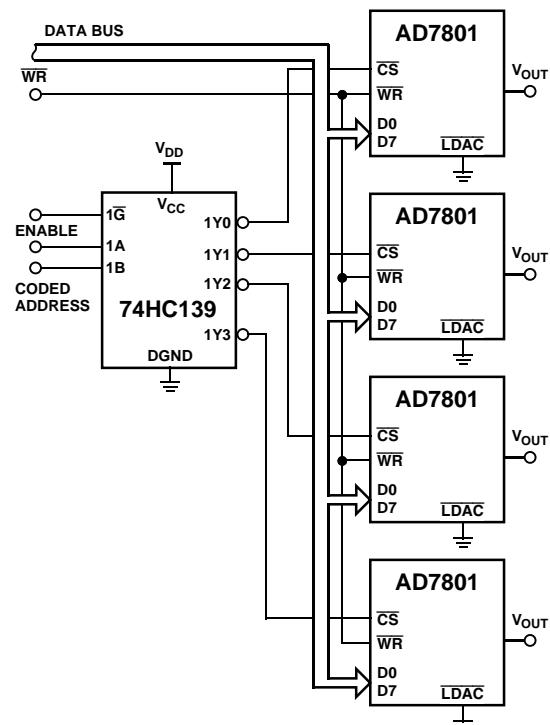 DATA BUS
WR
ENABLE
CODED
ADDRESS
VDD
VCC
1G
1A
1B
1Y0
1Y1
1Y2
1Y3
74HC139
DGND
AD7801
CS
WR
D0
D7
LDAC
VOUT
AD7801
CS
WR
D0
D7
LDAC
VOUT
AD7801
CS
WR
D0
D7
LDAC
VOUT
AD7801
CS
WR
D0
D7
LDAC
VOUT